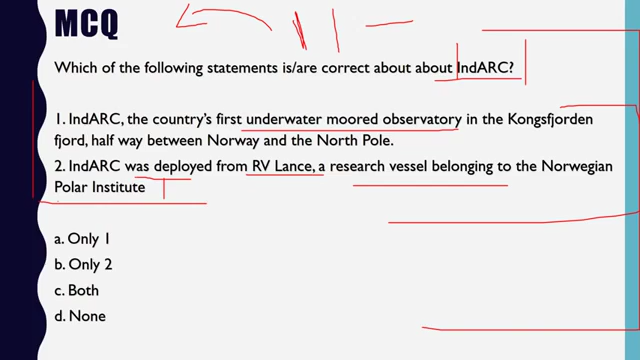 MCQ
Which of the following statements is/are correct about about IndARC?
1. IndARC, the country's first underwater moored observatory in the Kongsfjorden
fjord, half way between Norway and the North Pole.
2. IndARC was deployed from RV Lance, a research vessel belonging to the Norwegian
Polar Institute
a. Only 1
b. Only 2
c. Both
d. None